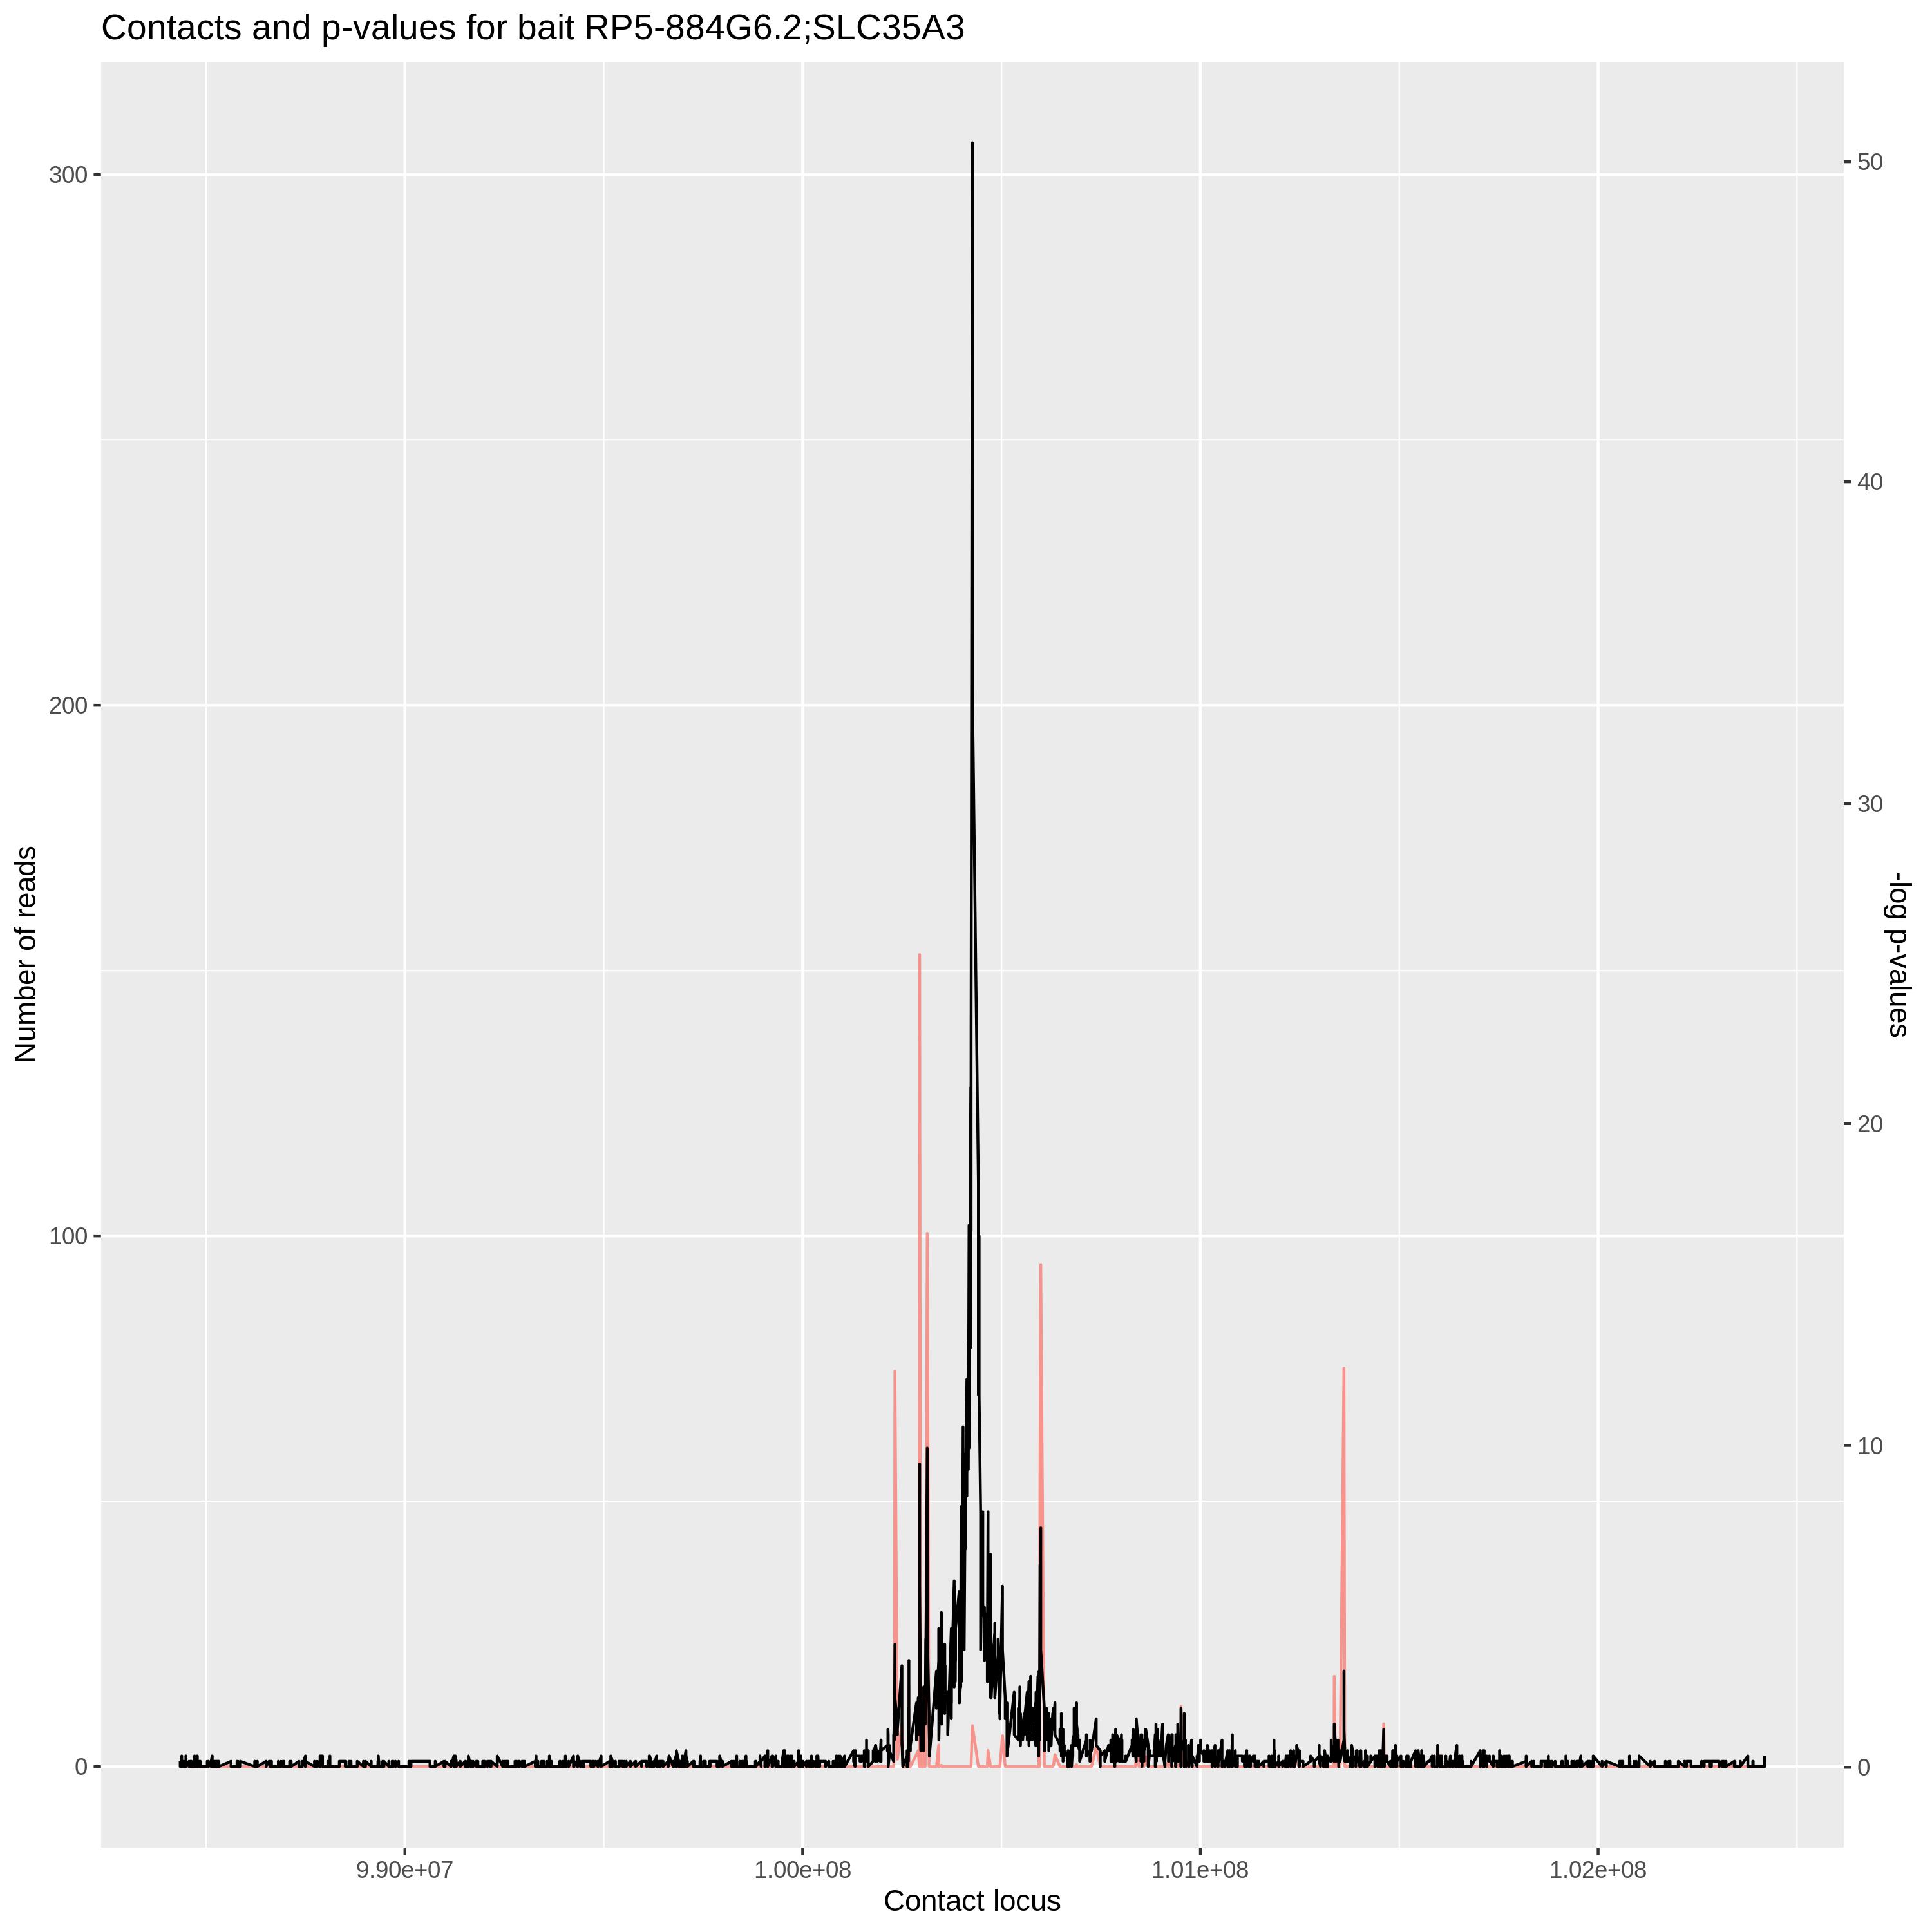 Contacts and p-values for bait RP5-884G6.2;SLC35A3
300
200
100
0
Number of reads
50
40
30
20
10
0
-log p-values
9.90e+07 1.00e+08 1.01e+08 1.02e+08
Contact locus